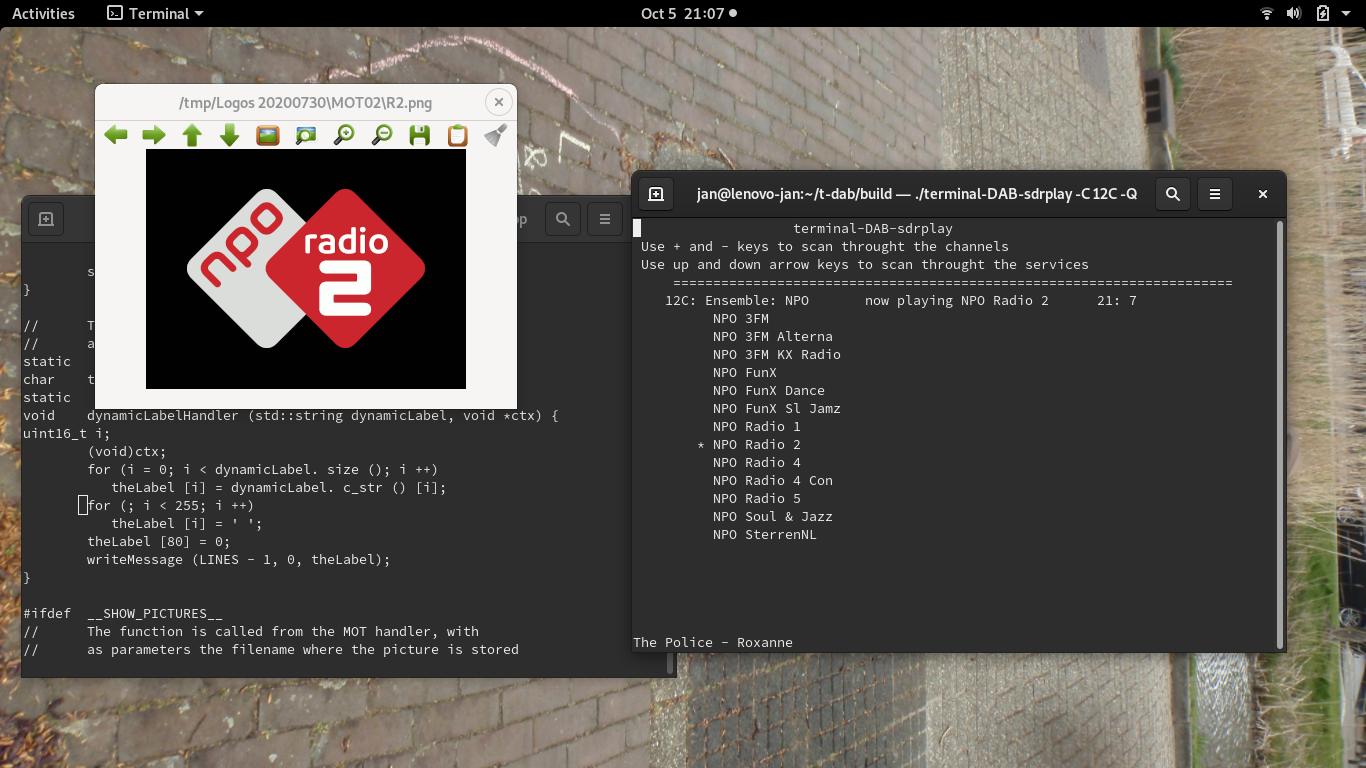 Activities
Terminal
Oct 5 21:07
/tmp/Logos 20200730\MOT02\R2.png
npo
radio
2
s
}
// T
// a
static
char t
static
void dynamicLabelHandler (std::string dynamicLabel, void *ctx) {
uint16_t i;
(void)ctx;
for (i = 0; i < dynamicLabel. size (); i ++)
theLabel [i] = dynamicLabel. c_str () [i];
for (; i < 255; i ++)
theLabel [i] = ' ';
theLabel [80] = 0;
writeMessage (LINES - 1, 0, theLabel);
}
#ifdef __SHOW_PICTURES__
// The function is called from the MOT handler, with
// as parameters the filename where the picture is stored
jan@lenovo-jan:~/t-dab/build — ./terminal-DAB-sdrplay -C 12C -Q
terminal-DAB-sdrplay
Use + and - keys to scan throught the channels
Use up and down arrow keys to scan throught the services
======================================================================
12C: Ensemble: NPO now playing NPO Radio 2 21: 7
NPO 3FM
NPO 3FM Alterna
NPO 3FM KX Radio
NPO FunX
NPO FunX Dance
NPO FunX Sl Jamz
NPO Radio 1
* NPO Radio 2
NPO Radio 4
NPO Radio 4 Con
NPO Radio 5
NPO Soul & Jazz
NPO SterrenNL
The Police - Roxanne